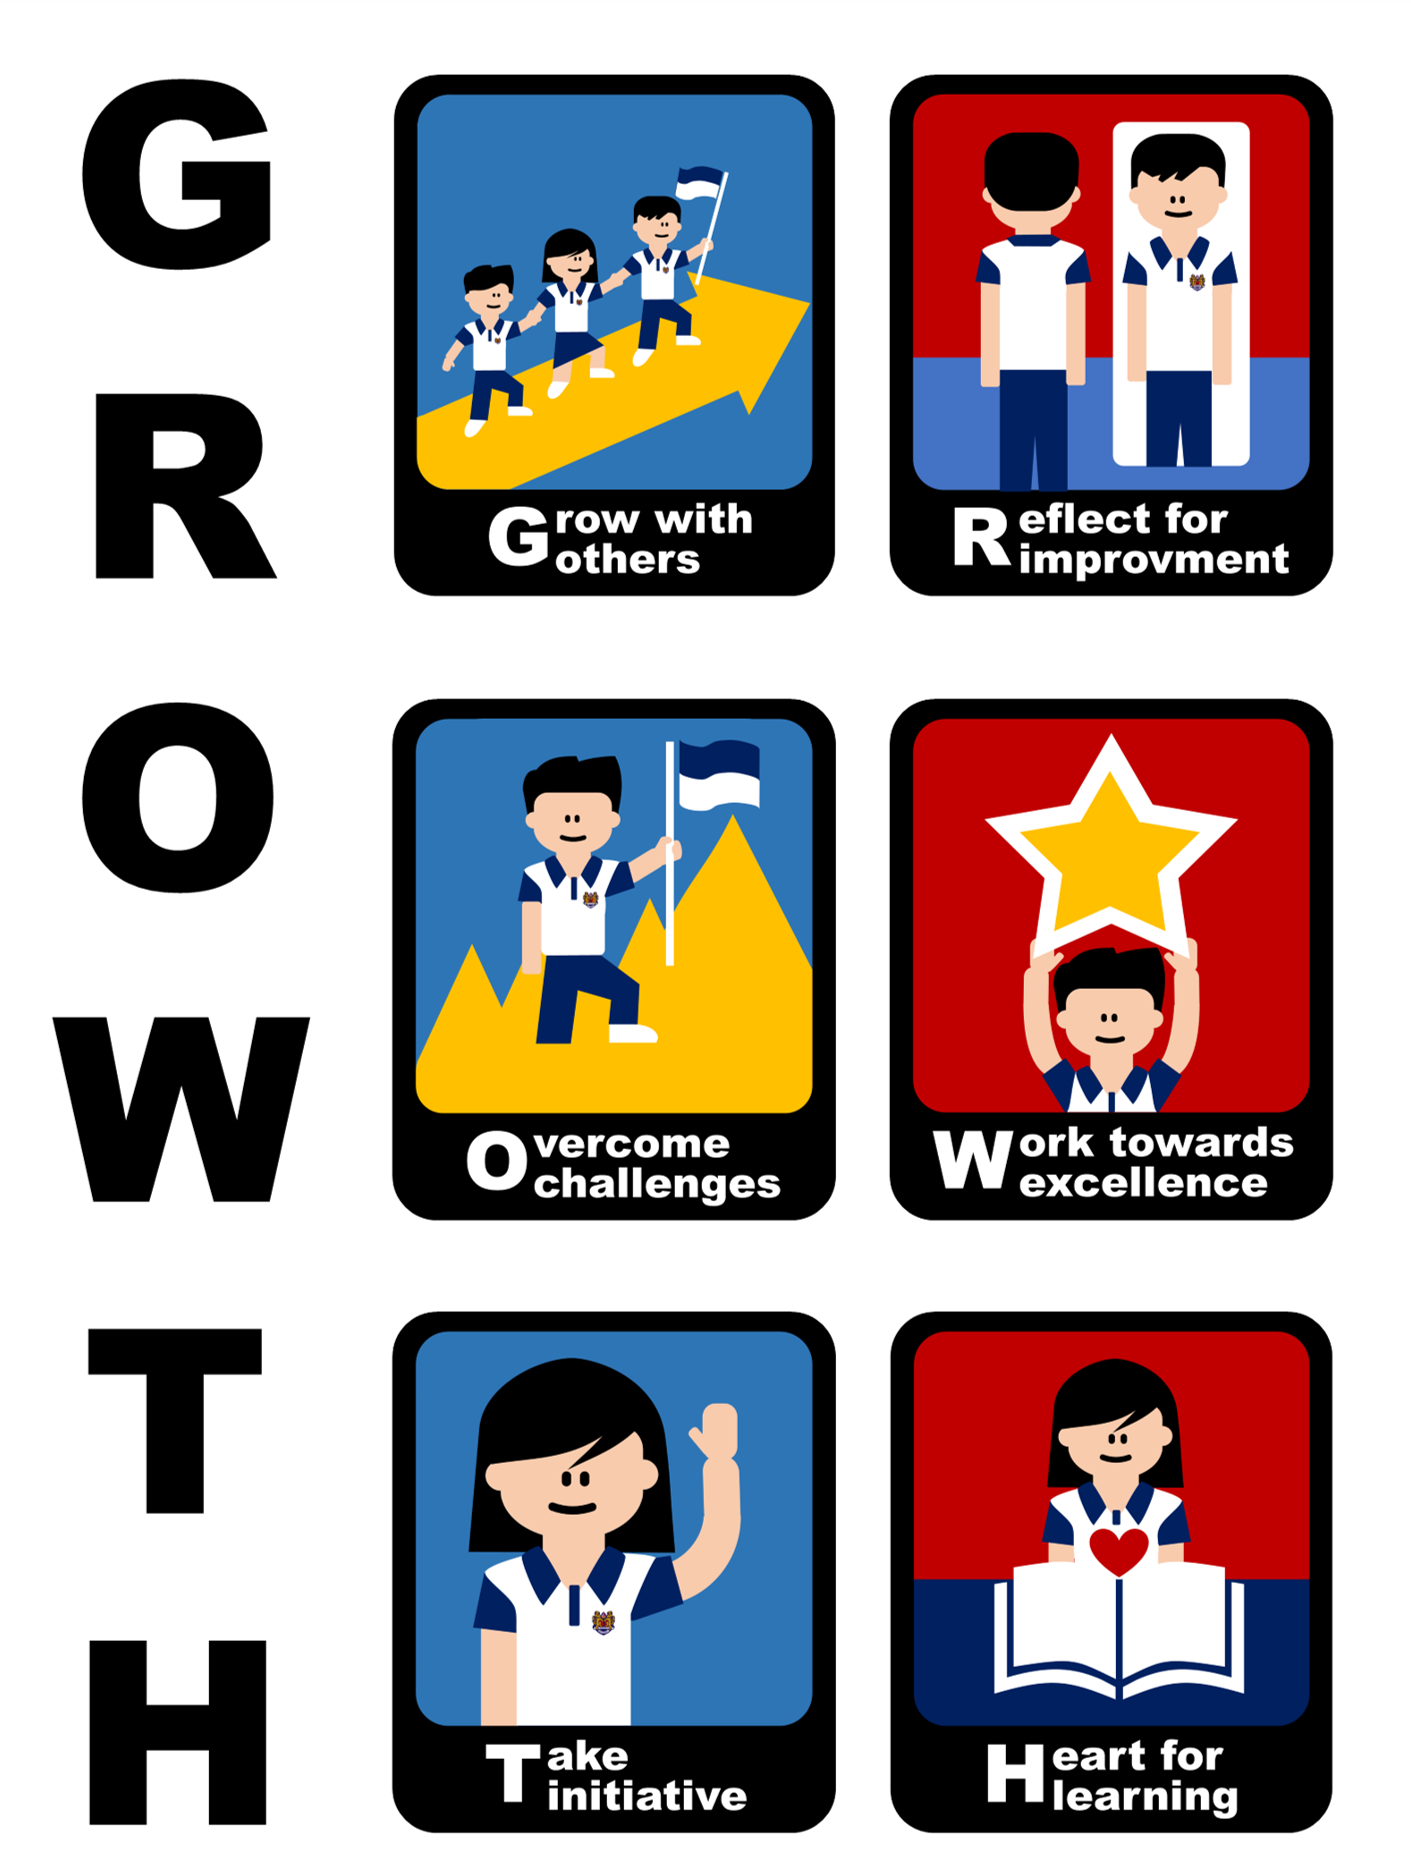 G
R
O
W
T
H
Grow with
others
Reflect for
improvment
Overcome
challenges
Work towards
excellence
Take
initiative
Heart for
learning